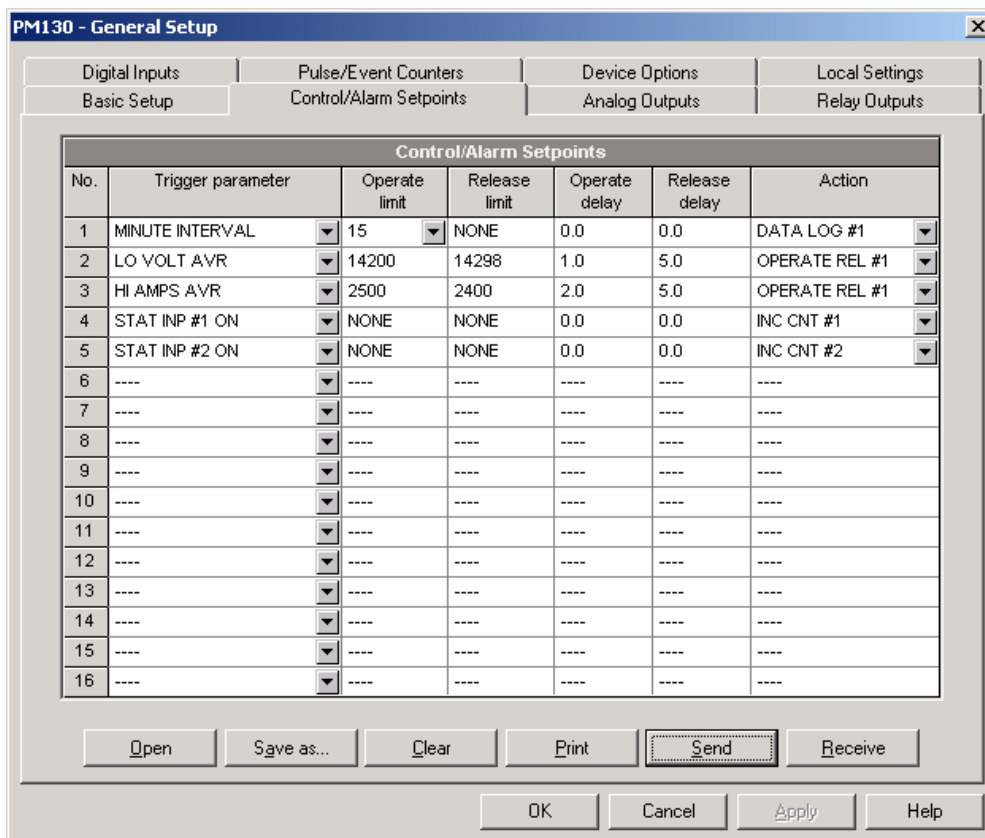 PM130 - General Setup
Digital Inputs Pulse/Event Counters Device Options Local Settings
Basic Setup Control/Alarm Setpoints Analog Outputs Relay Outputs
Control/Alarm Setpoints
No. Trigger parameter Operate limit Release limit Operate delay Release delay Action
1 MINUTE INTERVAL 15 NONE 0.0 0.0 DATA LOG #1
2 LO VOLT AVR 14200 14298 1.0 5.0 OPERATE REL #1
3 HI AMPS AVR 2500 2400 2.0 5.0 OPERATE REL #1
4 STAT INP #1 ON NONE NONE 0.0 0.0 INC CNT #1
5 STAT INP #2 ON NONE NONE 0.0 0.0 INC CNT #2
6 ---- ---- ---- ---- ---- ----
7 ---- ---- ---- ---- ---- ----
8 ---- ---- ---- ---- ---- ----
9 ---- ---- ---- ---- ---- ----
10 ---- ---- ---- ---- ---- ----
11 ---- ---- ---- ---- ---- ----
12 ---- ---- ---- ---- ---- ----
13 ---- ---- ---- ---- ---- ----
14 ---- ---- ---- ---- ---- ----
15 ---- ---- ---- ---- ---- ----
16 ---- ---- ---- ---- ---- ----
Open Save as... Clear Print Send Receive
OK Cancel Apply Help